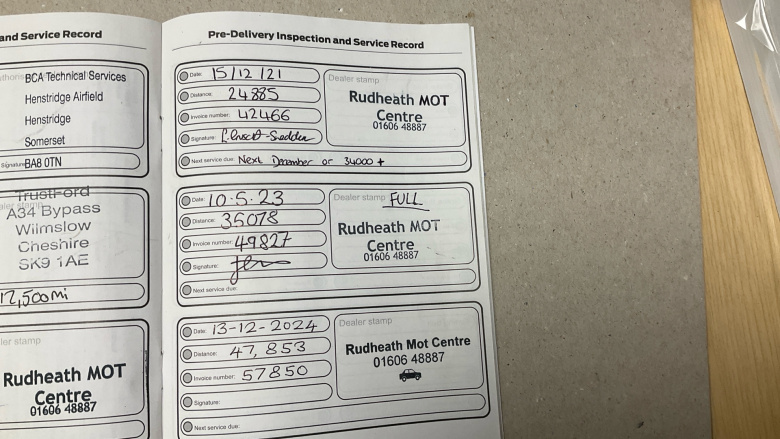 and Service Record
BCA Technical Services
Henstridge Airfield
Henstridge
Somerset
Signature BA8 0TN
TrustFord
A34 Bypass
Wilmslow
Cheshire
SK9 1AE
12,500mi
ler stamp
Rudheath MOT
Centre
01606 48887
Pre-Delivery Inspection and Service Record
Date: 15/12/21
Distance: 24885
Invoice number: 42466
Signature:
Next service due: Next December or 34000 +
Dealer stamp
Rudheath MOT
Centre
01606 48887
Date: 10.5.23
Distance: 35078
Invoice number: 49827
Signature:
Next service due:
Dealer stamp FULL
Rudheath MOT
Centre
01606 48887
Date: 13-12-2024
Distance: 47,853
Invoice number: 57850
Signature:
Next service due:
Dealer stamp
Rudheath Mot Centre
01606 48887